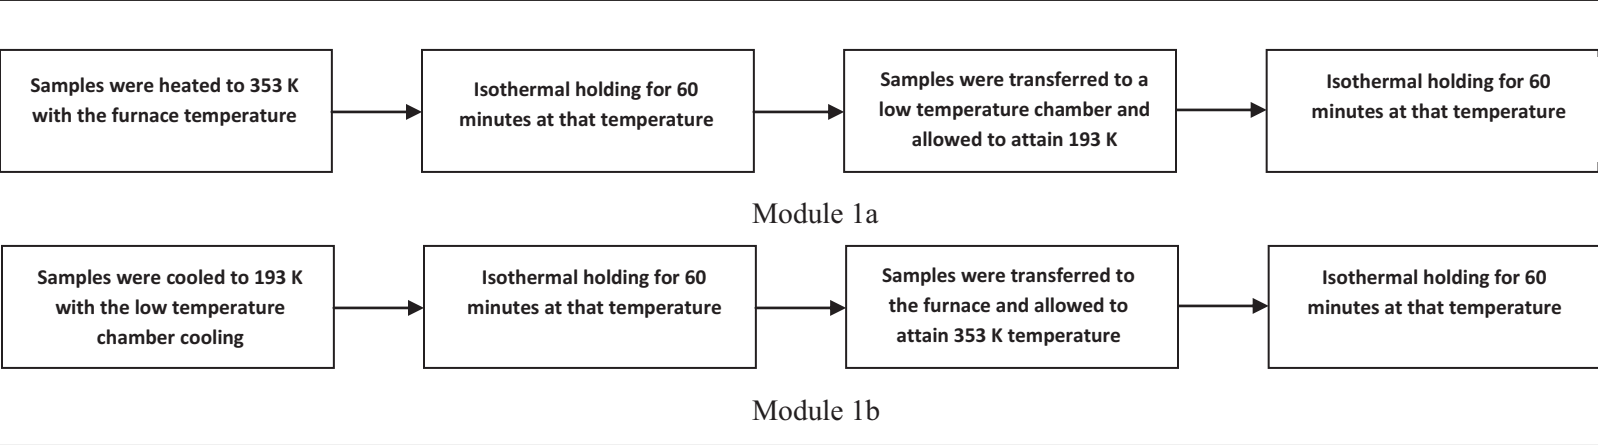 Samples were heated to 353 K
with the furnace temperature
Isothermal holding for 60
minutes at that temperature
Samples were transferred to a
low temperature chamber and
allowed to attain 193 K
Isothermal holding for 60
minutes at that temperature
Module 1a
Samples were cooled to 193 K
with the low temperature
chamber cooling
Isothermal holding for 60
minutes at that temperature
Samples were transferred to
the furnace and allowed to
attain 353 K temperature
Isothermal holding for 60
minutes at that temperature
Module 1b